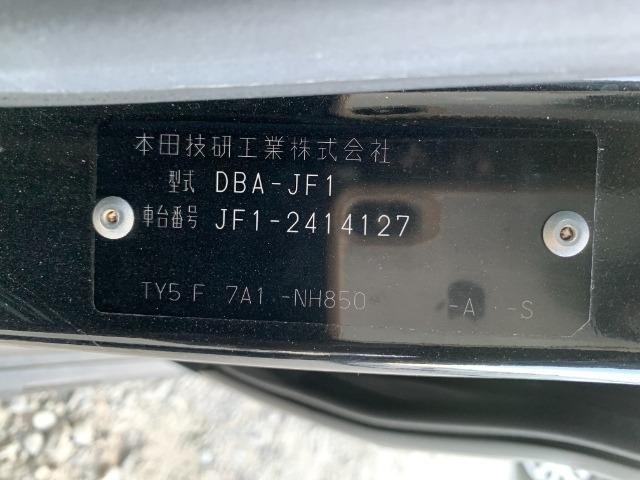 本田技研工業株式会社
型式 DBA-JF1
車台番号 JF1-2414127
TY5 F 7A1 -NH850 -A -S